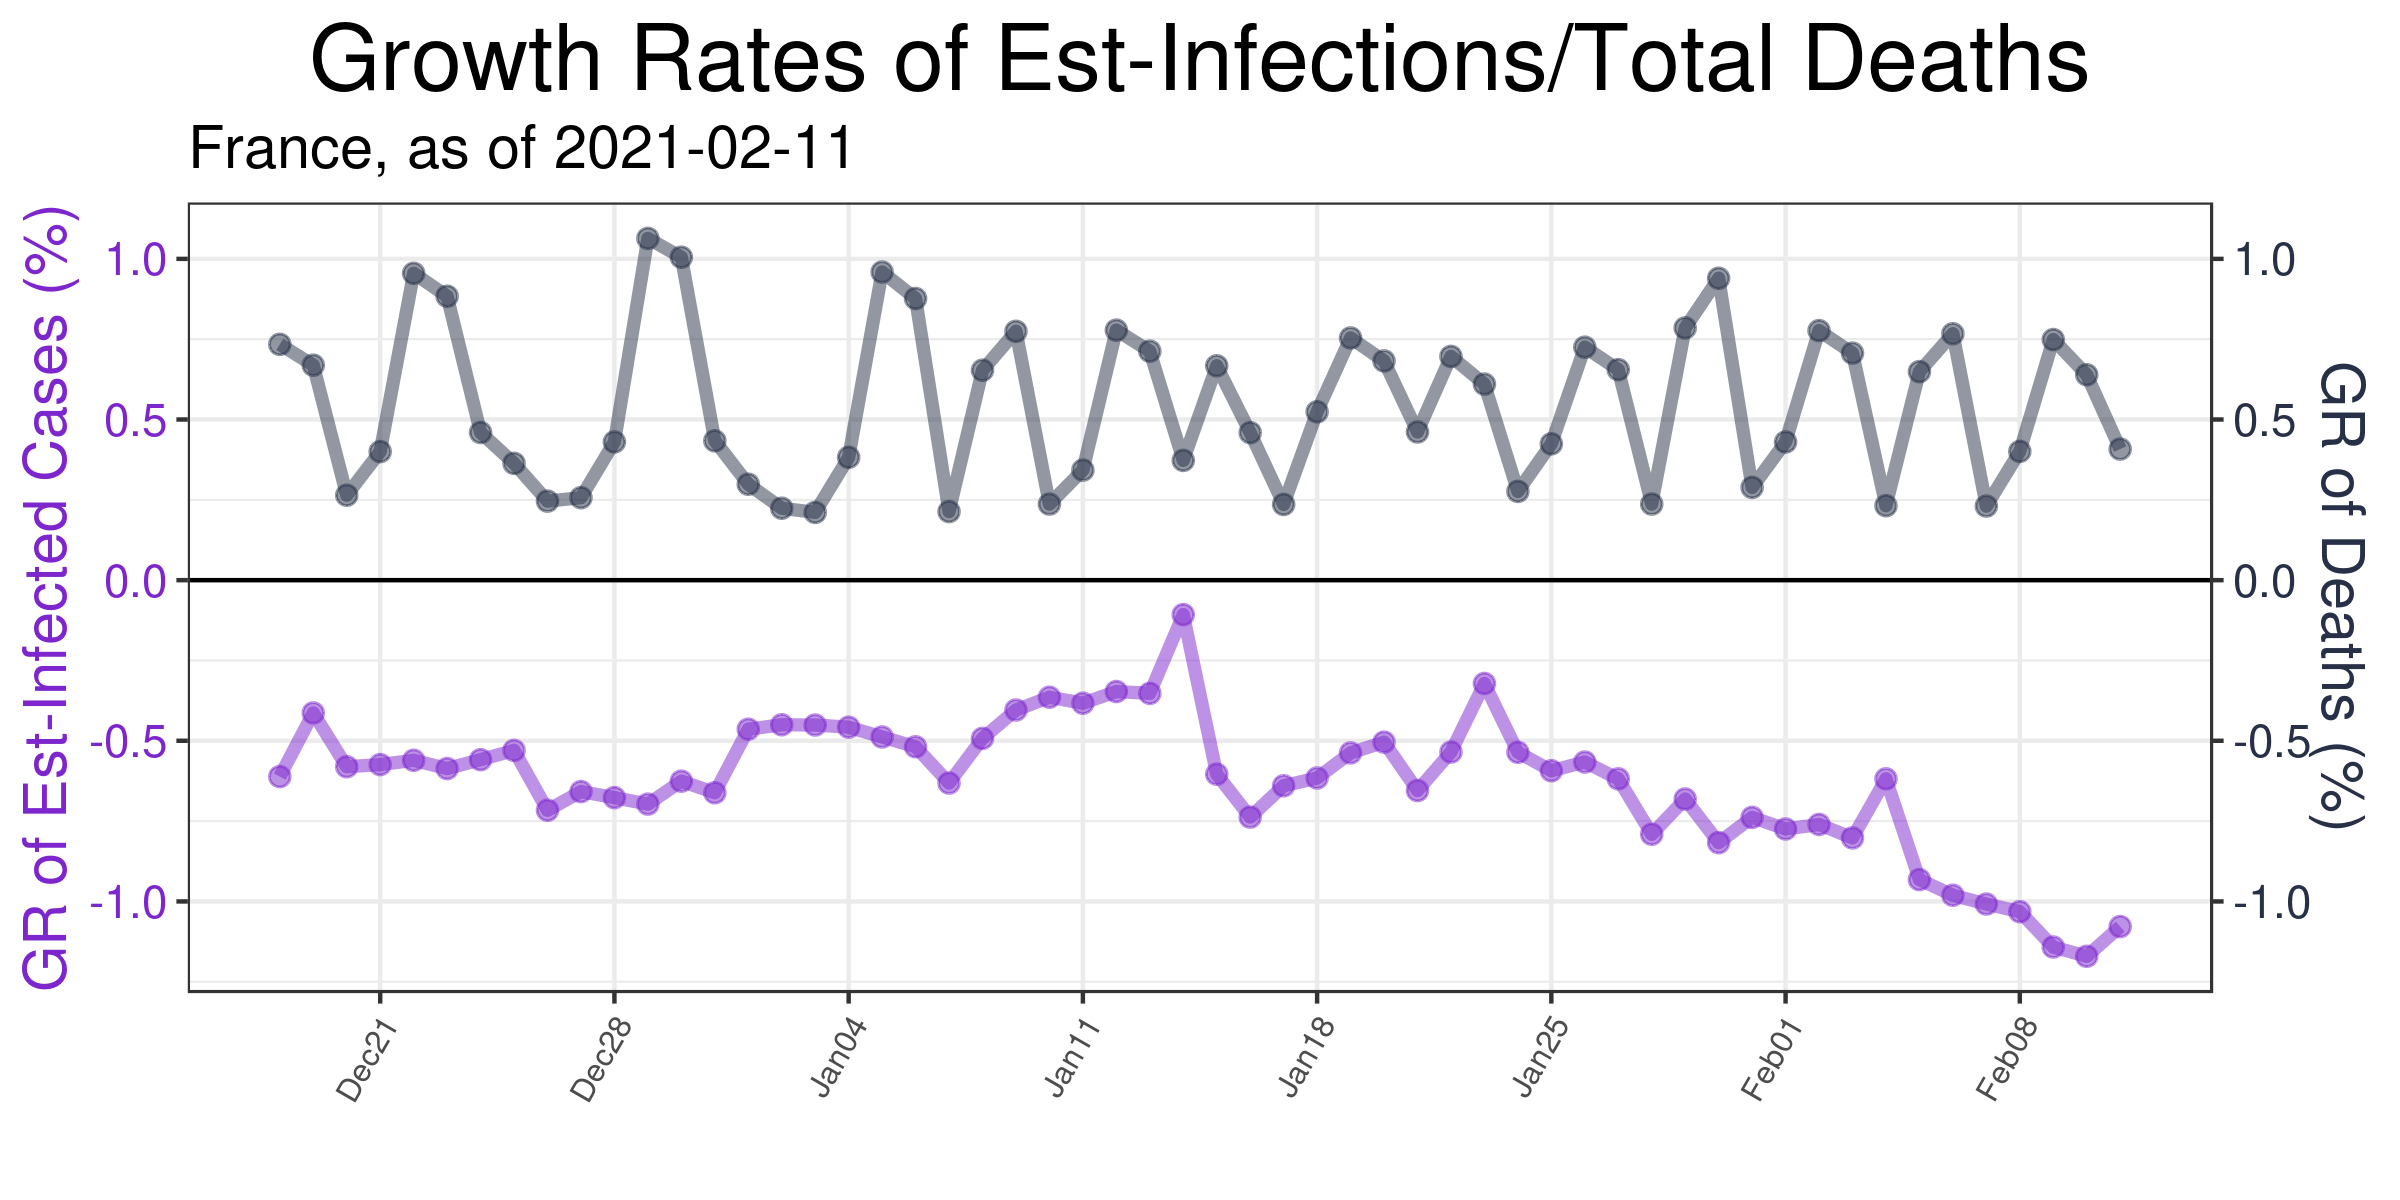 Growth Rates of Est-Infections/Total Deaths
France, as of 2021-02-11
GR of Est-Infected Cases (%)
1.0
0.5
0.0
-0.5
-1.0
1.0
0.5
0.0
-0.5
-1.0
GR of Deaths (%)
Dec21
Dec28
Jan04
Jan11
Jan18
Jan25
Feb01
Feb08